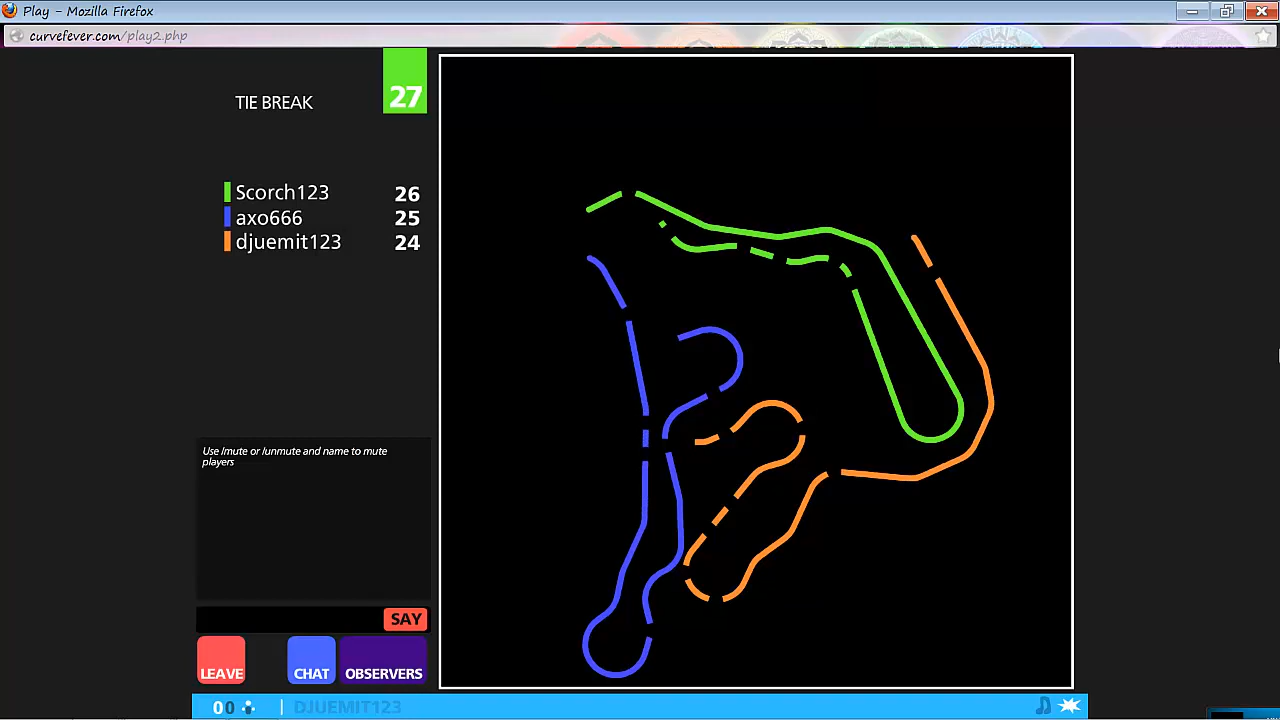 Play - Mozilla Firefox
curvefever.com/play2.php
27
TIE BREAK
Scorch123 26
axo666 25
djuemit123 24
Use /mute or /unmute and name to mute
players
SAY
LEAVE CHAT OBSERVERS
00 | DJUEMIT123